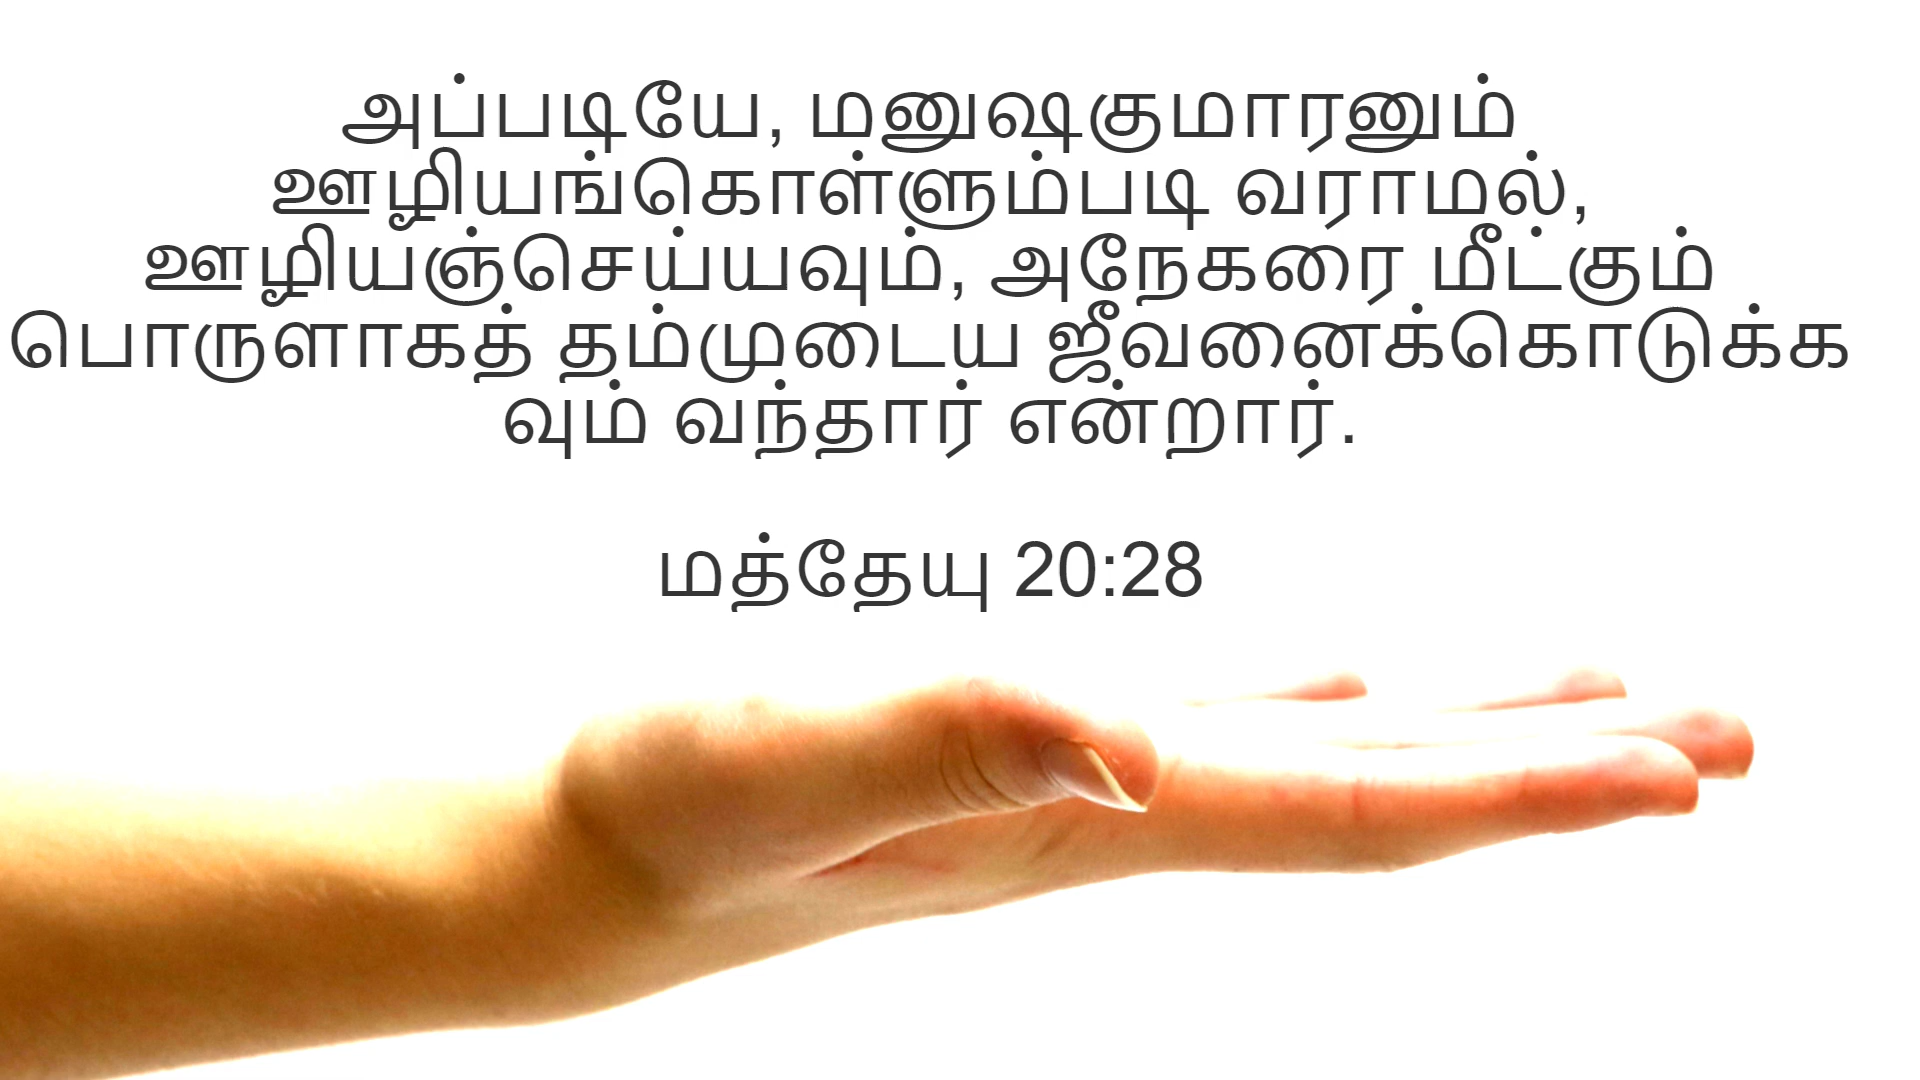 அப்படியே, மனுஷகுமாரனும்
ஊழியங்கொள்ளும்படி வராமல்,
ஊழியஞ்செய்யவும், அநேகரை மீட்கும்
பொருளாகத் தம்முடைய ஜீவனைக்கொடுக்க
வும் வந்தார் என்றார்.
மத்தேயு 20:28